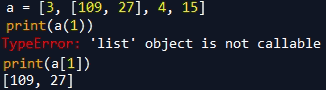 a = [3, [109, 27], 4, 15]
print(a(1))
TypeError: 'list' object is not callable
print(a[1])
[109, 27]